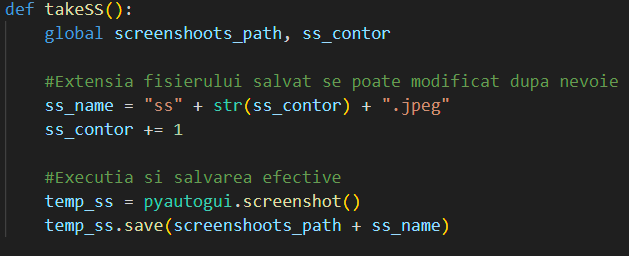 def takeSS():
global screenshoots_path, ss_contor
#Extensia fisierului salvat se poate modificat dupa nevoie
ss_name = "ss" + str(ss_contor) + ".jpeg"
ss_contor += 1
#Executia si salvarea efective
temp_ss = pyautogui.screenshot()
temp_ss.save(screenshoots_path + ss_name)